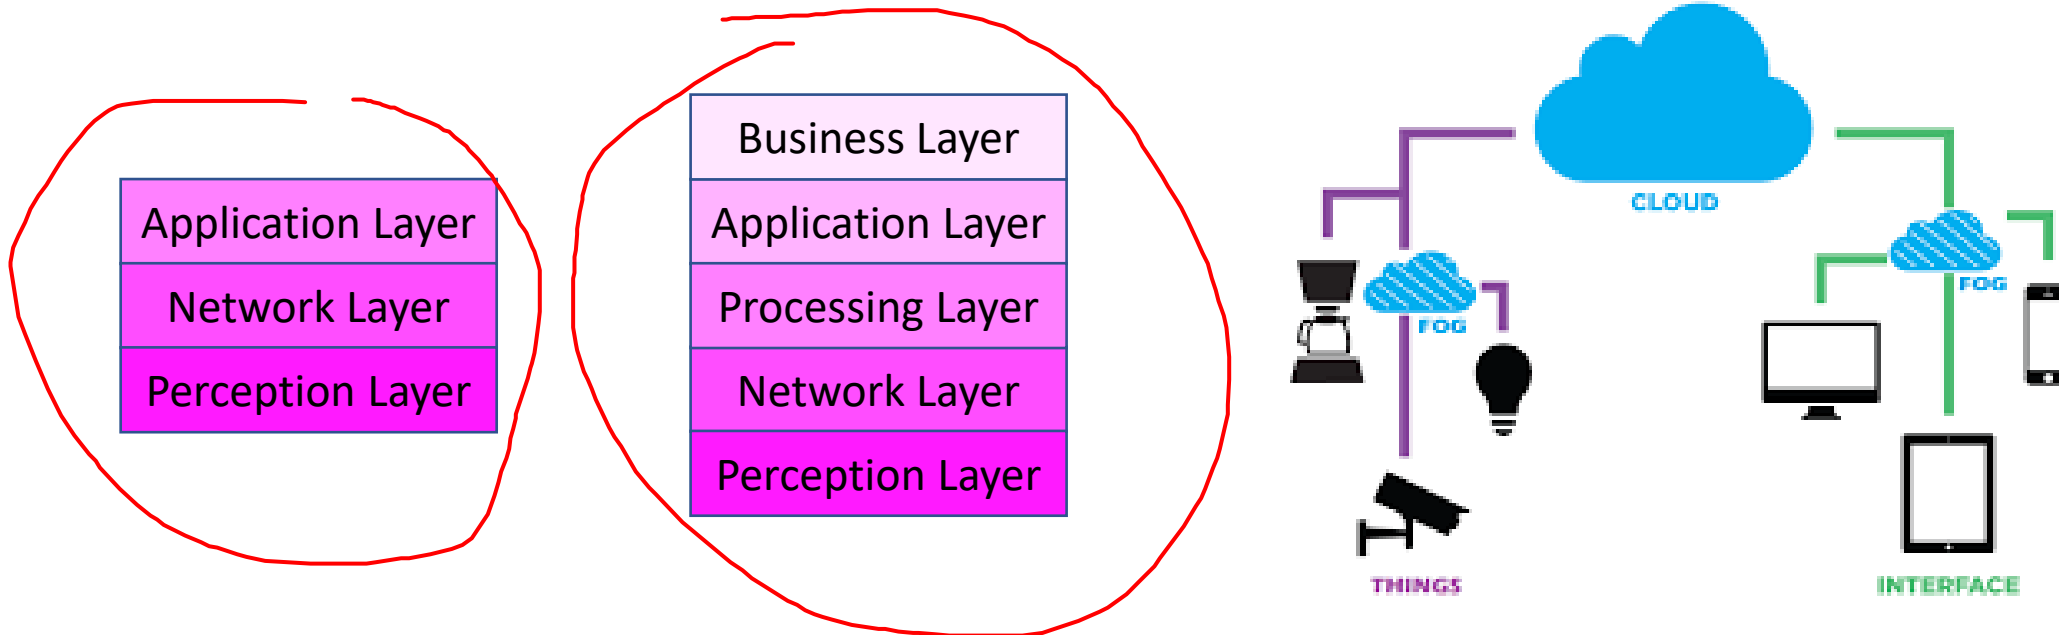 Application Layer
Network Layer
Perception Layer
Business Layer
Application Layer
Processing Layer
Network Layer
Perception Layer
CLOUD
FOG
FOG
THINGS
INTERFACE